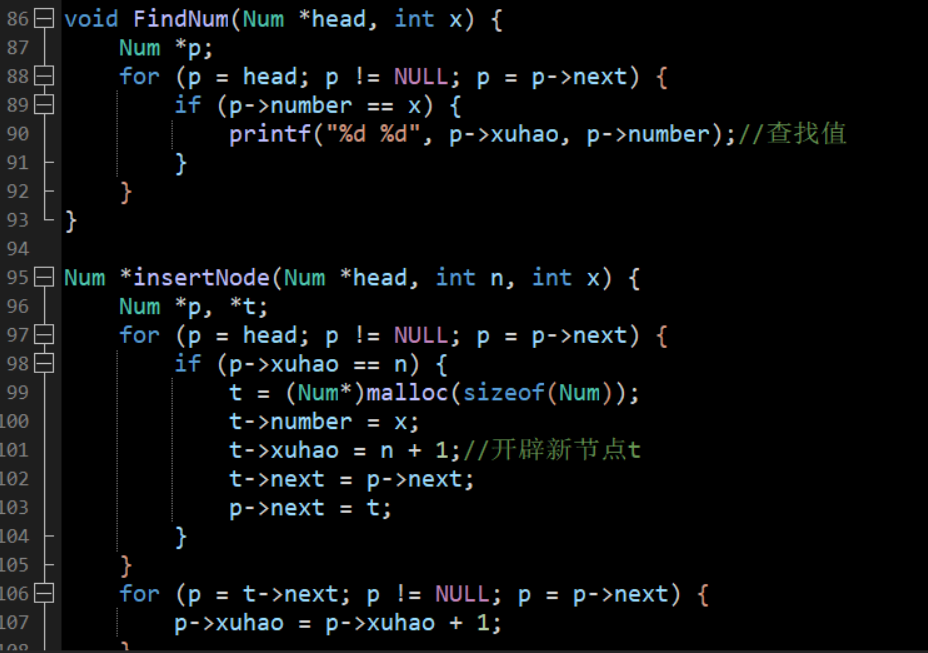 86 void FindNum(Num *head, int x) {
87     Num *p;
88     for (p = head; p != NULL; p = p->next) {
89         if (p->number == x) {
90             printf("%d %d", p->xuhao, p->number);//查找值
91         }
92     }
93 }
94
95 Num *insertNode(Num *head, int n, int x) {
96     Num *p, *t;
97     for (p = head; p != NULL; p = p->next) {
98         if (p->xuhao == n) {
99             t = (Num*)malloc(sizeof(Num));
100             t->number = x;
101             t->xuhao = n + 1;//开辟新节点t
102             t->next = p->next;
103             p->next = t;
104         }
105     }
106     for (p = t->next; p != NULL; p = p->next) {
107         p->xuhao = p->xuhao + 1;
108     }